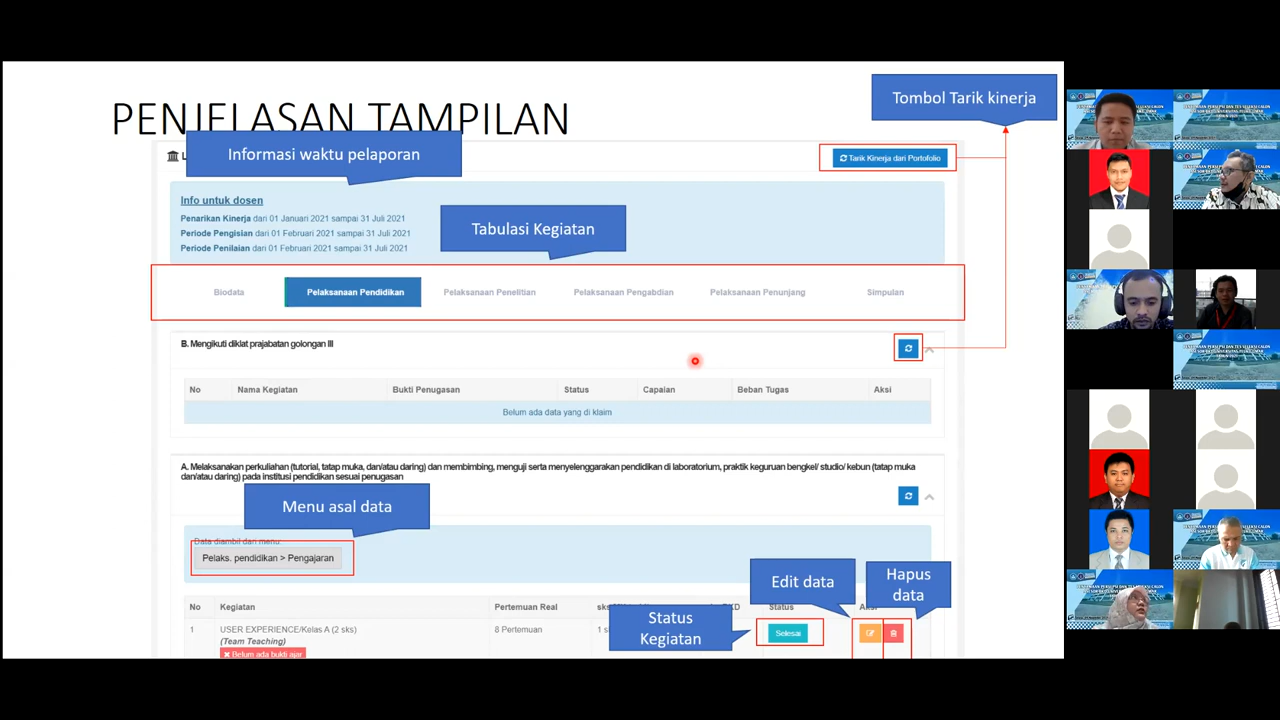 Tombol Tarik kinerja
PENJELASAN TAMPILAN
Informasi waktu pelaporan
Tarik Kinerja dari Portofolio
Info untuk dosen
Penarikan Kinerja dari 01 Januari 2021 sampai 31 Juli 2021
Periode Pengisian dari 01 Februari 2021 sampai 31 Juli 2021
Periode Penilaian dari 01 Februari 2021 sampai 31 Juli 2021
Tabulasi Kegiatan
Biodata Pelaksanaan Pendidikan Pelaksanaan Penelitian Pelaksanaan Pengabdian Pelaksanaan Penunjang Simpulan
B. Mengikuti diklat prajabatan golongan III
No Nama Kegiatan Bukti Penugasan Status Capaian Beban Tugas Aksi
Belum ada data yang di klaim
A. Melaksanakan perkuliahan (tutorial, tatap muka, dan/atau daring) dan membimbing, menguji serta menyelenggarakan pendidikan di laboratorium, praktik keguruan bengkel/ studio/ kebun (tatap muka
dan/atau daring) pada institusi pendidikan sesuai penugasan
Menu asal data
Data diambil dari menu:
Pelaks. pendidikan > Pengajaran
Edit data
Hapus
data
No Kegiatan Pertemuan Real Status Aksi
Status
Kegiatan
1 USER EXPERIENCE/Kelas A (2 sks) 8 Pertemuan Selesai
(Team Teaching)
Belum ada bukti ajar